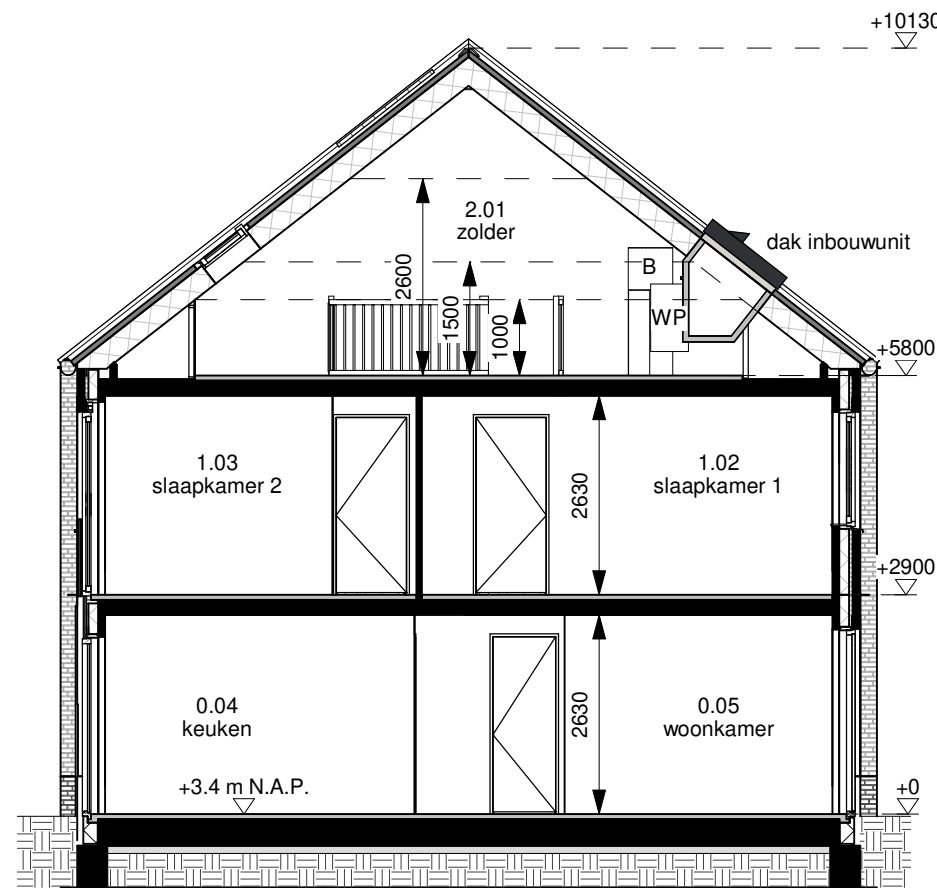 +10130
2.01
zolder
dak inbouwunit
B
2600
WP
1500
1000
+5800
1.03
slaapkamer 2
1.02
slaapkamer 1
2630
+2900
0.04
keuken
2630
0.05
woonkamer
+3.4 m N.A.P.
+0